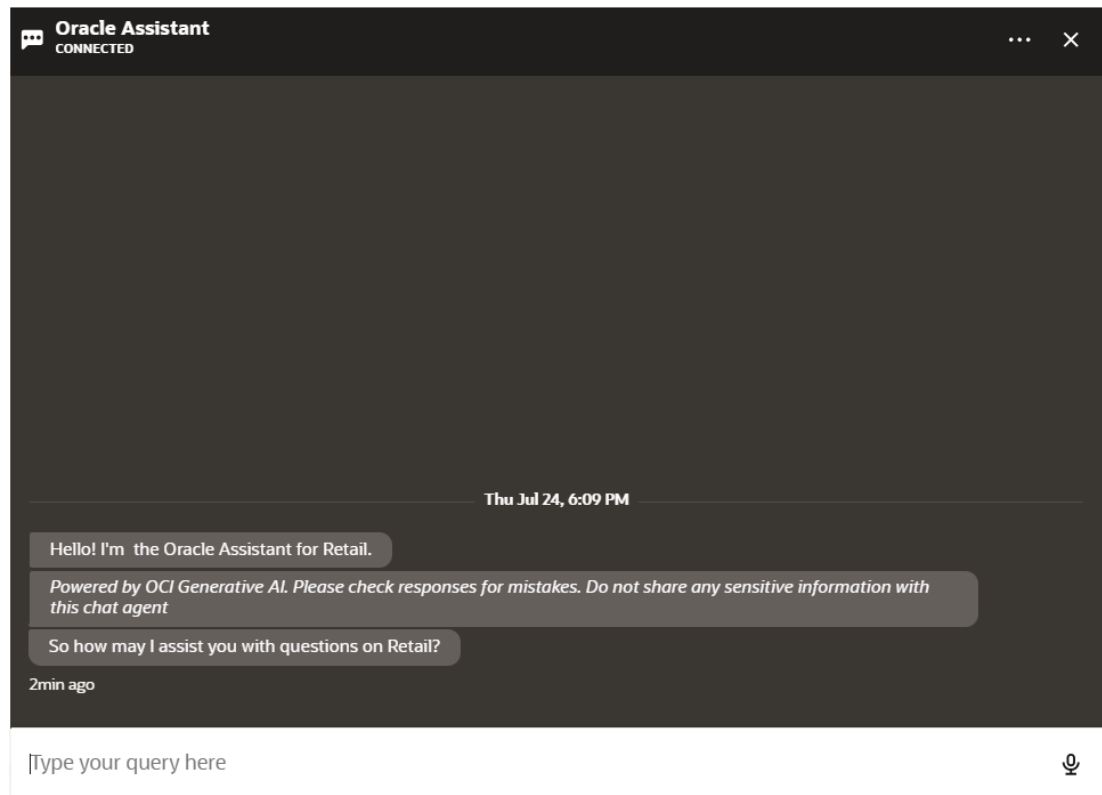 Oracle Assistant
CONNECTED
Thu Jul 24, 6:09 PM
Hello! I'm  the Oracle Assistant for Retail.
Powered by OCI Generative AI. Please check responses for mistakes. Do not share any sensitive information with
this chat agent
So how may I assist you with questions on Retail?
2min ago
Type your query here